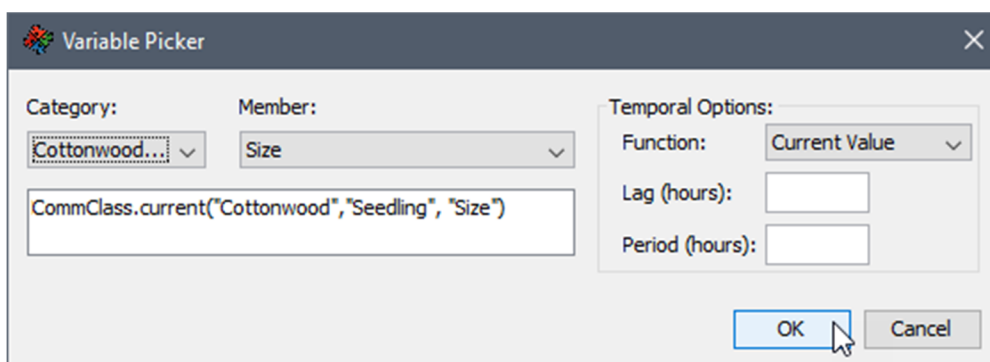 Variable Picker
Category:
Member:
Cottonwood...
Size
CommClass.current("Cottonwood","Seedling", "Size")
Temporal Options:
Function:
Current Value
Lag (hours):
Period (hours):
OK
Cancel